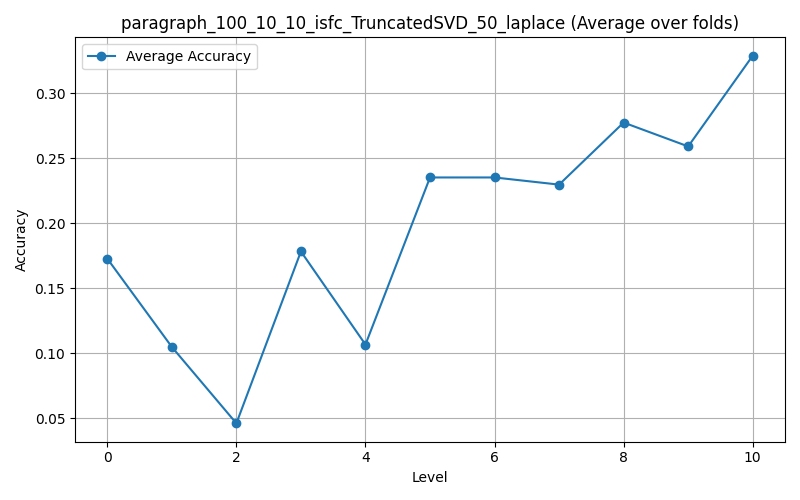 paragraph_100_10_10_isfc_TruncatedSVD_50_laplace (Average over folds)
Average Accuracy
0.30
0.25
0.20
0.15
0.10
0.05
Accuracy
0 2 4 6 8 10
Level